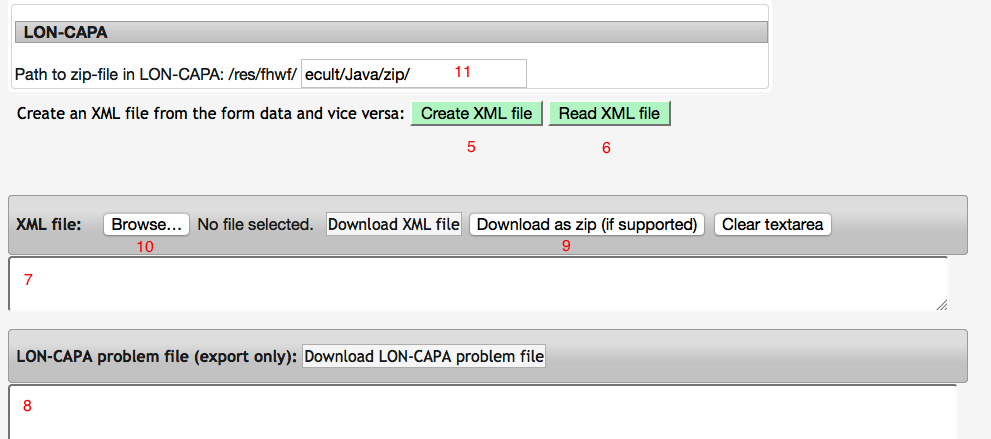 LON-CAPA
Path to zip-file in LON-CAPA: /res/fhwf/ ecult/Java/zip/ 11
Create an XML file from the form data and vice versa: Create XML file Read XML file
5 6
XML file: Browse... No file selected. Download XML file Download as zip (if supported) Clear textarea
10 9
7
LON-CAPA problem file (export only): Download LON-CAPA problem file
8